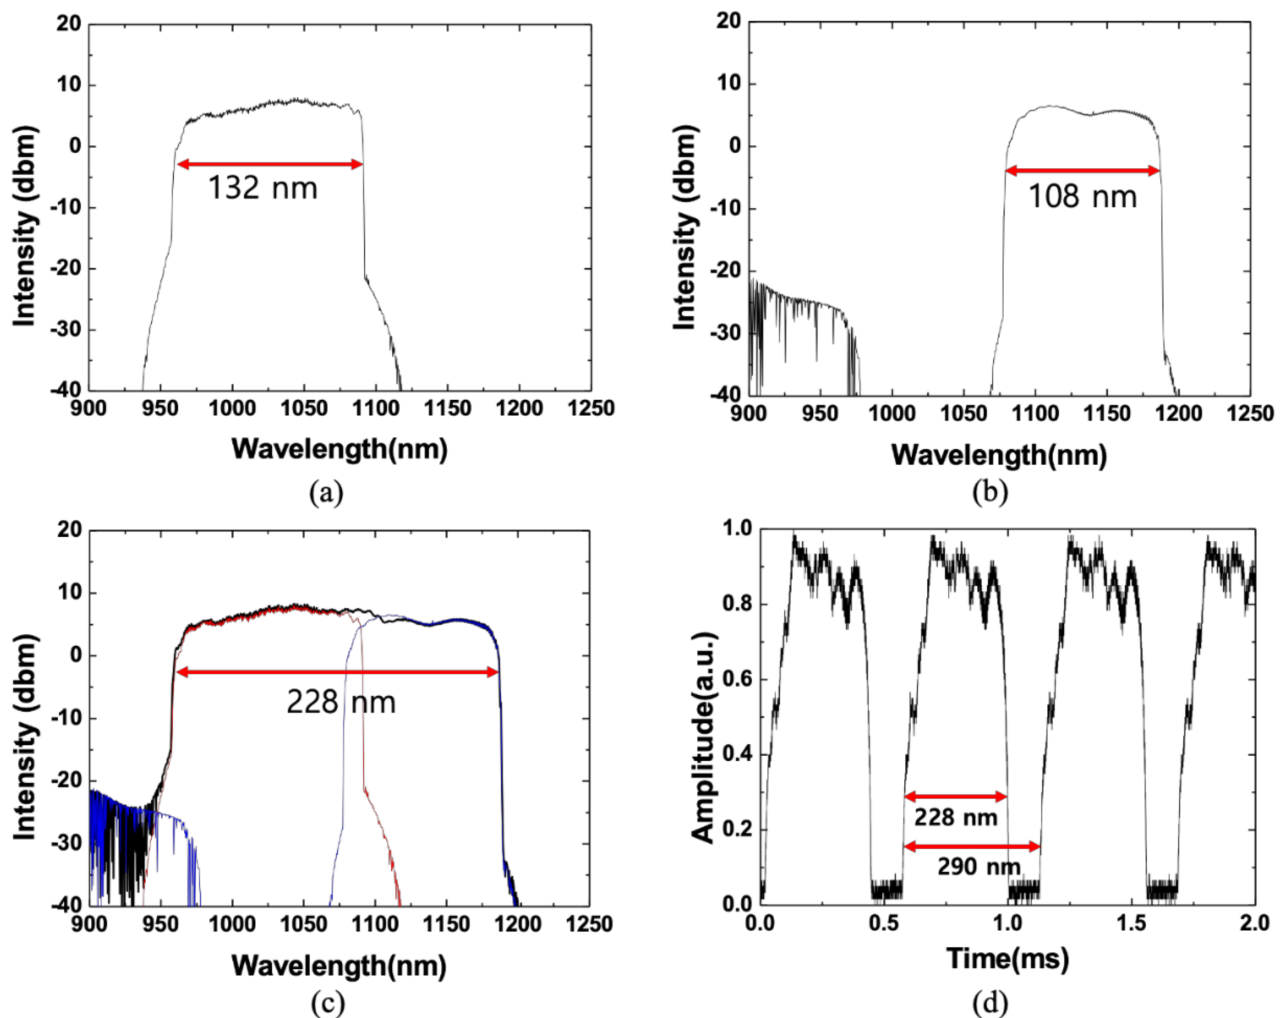 20
10
0
-10
-20
-30
-40
900 950 1000 1050 1100 1150 1200 1250
Intensity (dbm)
132 nm
Wavelength(nm)
(a)
20
10
0
-10
-20
-30
-40
900 950 1000 1050 1100 1150 1200 1250
Intensity (dbm)
108 nm
Wavelength(nm)
(b)
20
10
0
-10
-20
-30
-40
900 950 1000 1050 1100 1150 1200 1250
Intensity (dbm)
228 nm
Wavelength(nm)
(c)
1.0
0.8
0.6
0.4
0.2
0.0
0.0 0.5 1.0 1.5 2.0
Amplitude(a.u.)
228 nm
290 nm
Time(ms)
(d)